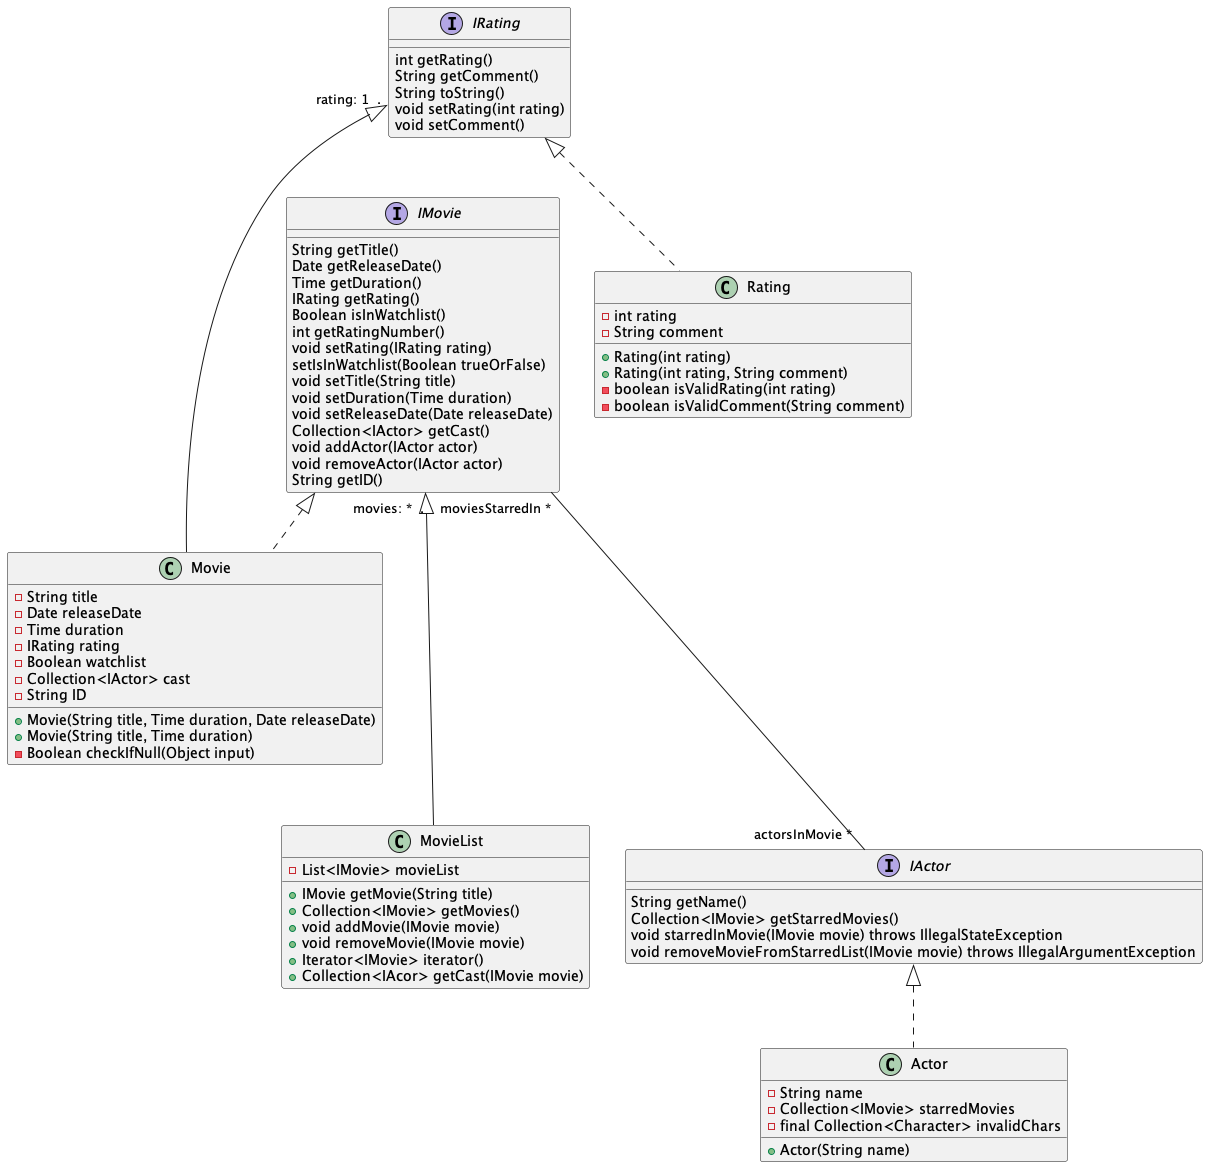 I IRating
int getRating()
String getComment()
String toString()
void setRating(int rating)
void setComment()
rating: 1
I IMovie
String getTitle()
Date getReleaseDate()
Time getDuration()
IRating getRating()
Boolean isInWatchlist()
int getRatingNumber()
void setRating(IRating rating)
setIsInWatchlist(Boolean trueOrFalse)
void setTitle(String title)
void setDuration(Time duration)
void setReleaseDate(Date releaseDate)
Collection<IActor> getCast()
void addActor(IActor actor)
void removeActor(IActor actor)
String getID()
C Rating
int rating
String comment
Rating(int rating)
Rating(int rating, String comment)
boolean isValidRating(int rating)
boolean isValidComment(String comment)
movies: *
moviesStarredIn *
C Movie
String title
Date releaseDate
Time duration
IRating rating
Boolean watchlist
Collection<IActor> cast
String ID
Movie(String title, Time duration, Date releaseDate)
Movie(String title, Time duration)
Boolean checkIfNull(Object input)
C MovieList
List<IMovie> movieList
IMovie getMovie(String title)
Collection<IMovie> getMovies()
void addMovie(IMovie movie)
void removeMovie(IMovie movie)
Iterator<IMovie> iterator()
Collection<IAcor> getCast(IMovie movie)
actorsInMovie *
I IActor
String getName()
Collection<IMovie> getStarredMovies()
void starredInMovie(IMovie movie) throws IllegalStateException
void removeMovieFromStarredList(IMovie movie) throws IllegalArgumentException
C Actor
String name
Collection<IMovie> starredMovies
final Collection<Character> invalidChars
Actor(String name)